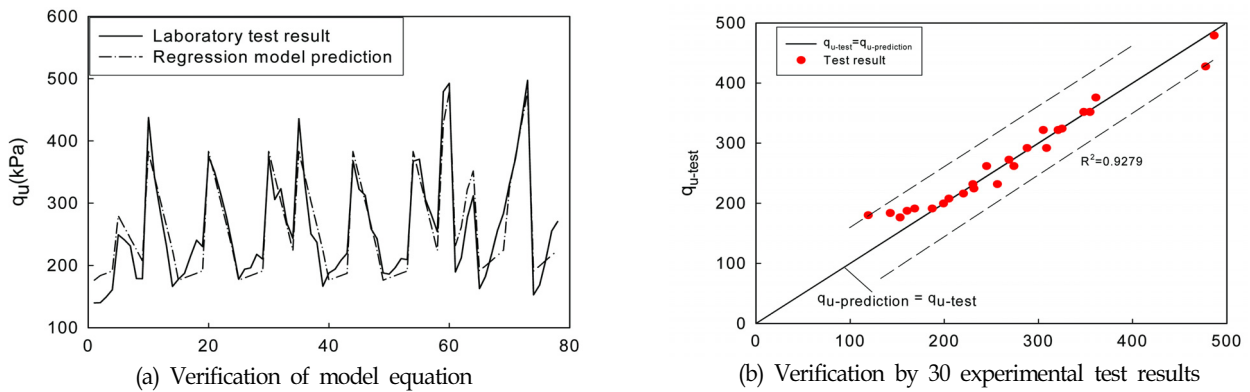 600
500
400
300
200
100
qu(kPa)
Laboratory test result
Regression model prediction
0
20
40
60
80
(a) Verification of model equation
500
400
300
200
100
0
qu-test
qu-test=qu-prediction
Test result
R²=0.9279
qu-prediction = qu-test
0
100
200
300
400
500
(b) Verification by 30 experimental test results